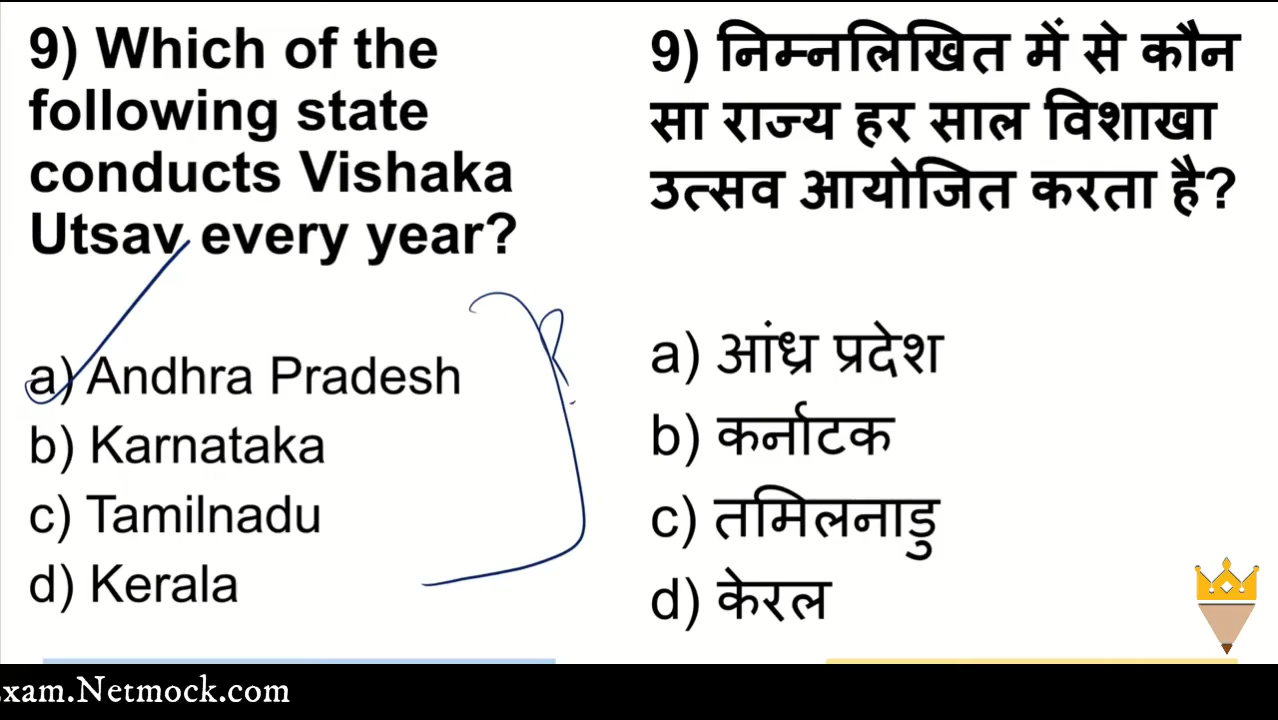 9) Which of the
following state
conducts Vishaka
Utsav every year?
a) Andhra Pradesh
b) Karnataka
c) Tamilnadu
d) Kerala
9) निम्नलिखित में से कौन
सा राज्य हर साल विशाखा
उत्सव आयोजित करता है?
a) आंध्र प्रदेश
b) कर्नाटक
c) तमिलनाडु
d) केरल
xam.Netmock.com